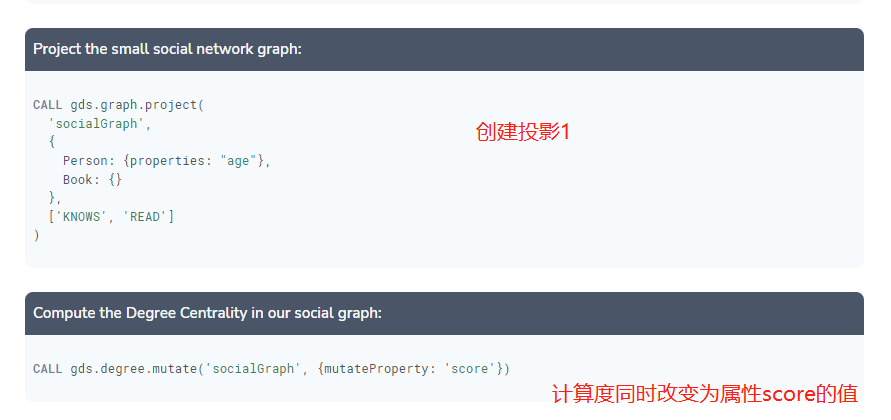 Project the small social network graph:
CALL gds.graph.project(
'socialGraph',
{
Person: {properties: "age"},
Book: {}
},
['KNOWS', 'READ']
)
创建投影1
Compute the Degree Centrality in our social graph:
CALL gds.degree.mutate('socialGraph', {mutateProperty: 'score'})
计算度同时改变为属性score的值